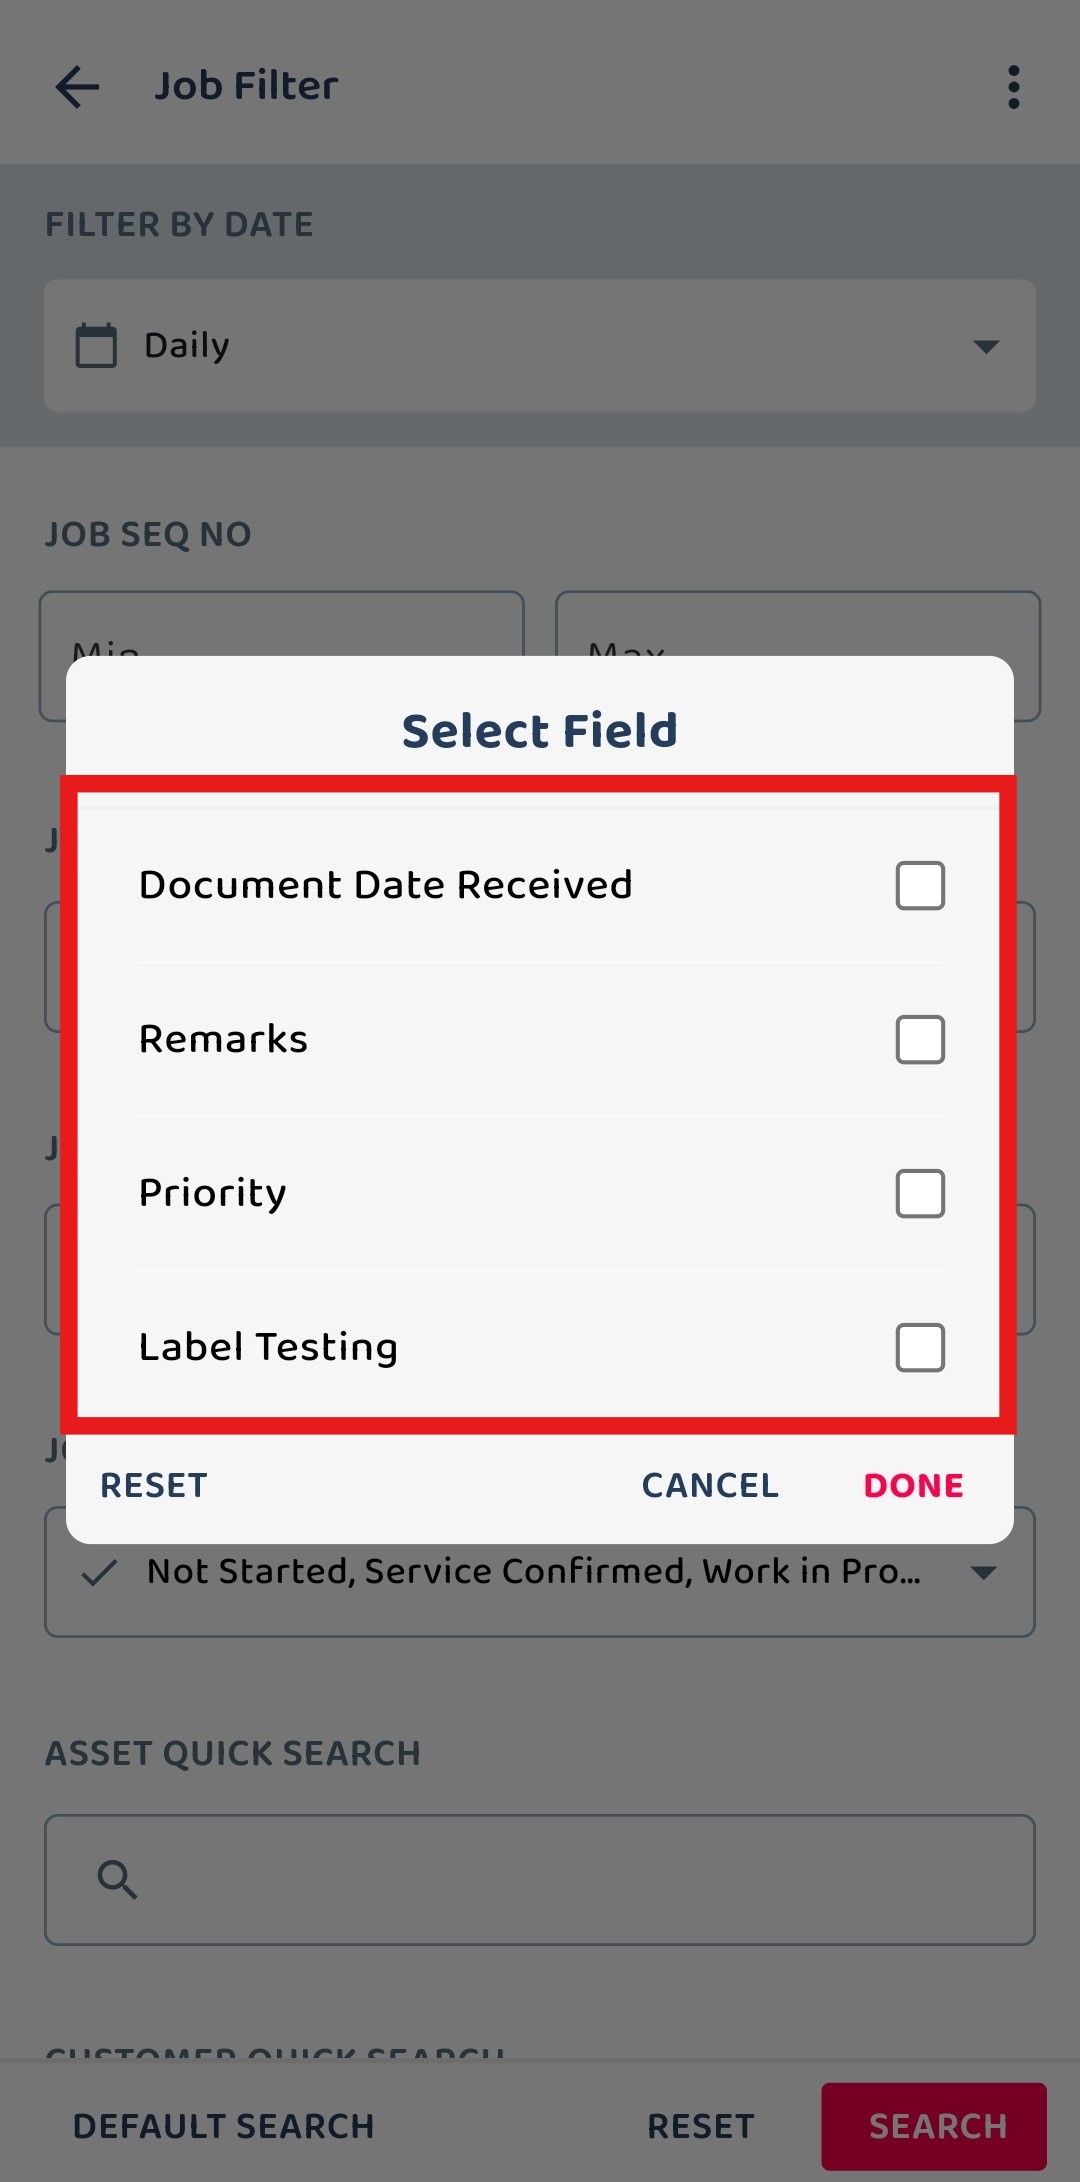 Job Filter
FILTER BY DATE
Daily
JOB SEQ NO
Min
Max
Select Field
Document Date Received
Remarks
Priority
Label Testing
RESET
CANCEL
DONE
Not Started, Service Confirmed, Work in Pro...
ASSET QUICK SEARCH
CUSTOMER QUICK SEARCH
DEFAULT SEARCH
RESET
SEARCH